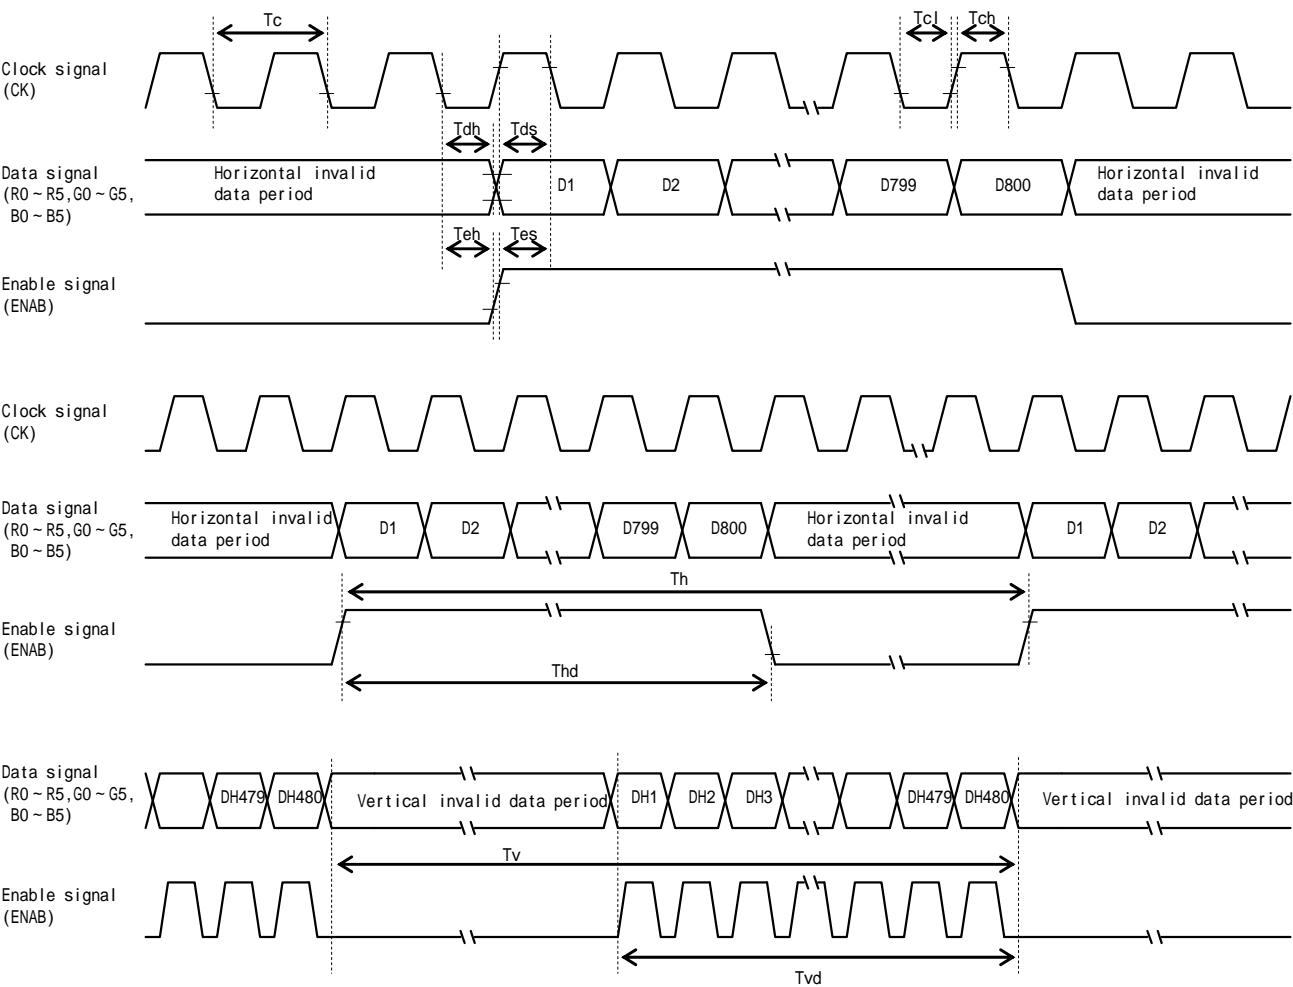 Tc
Tcl
Tch
Clock signal
(CK)
Tdh
Tds
Data signal
(R0~R5,G0~G5,
B0~B5)
Horizontal invalid
data period
D1
D2
D799
D800
Horizontal invalid
data period
Teh
Tes
Enable signal
(ENAB)
Clock signal
(CK)
Data signal
(R0~R5,G0~G5,
B0~B5)
Horizontal invalid
data period
D1
D2
D799
D800
Horizontal invalid
data period
D1
D2
Th
Enable signal
(ENAB)
Thd
Data signal
(R0~R5,G0~G5,
B0~B5)
DH479
DH480
Vertical invalid data period
DH1
DH2
DH3
DH479
DH480
Vertical invalid data period
Tv
Enable signal
(ENAB)
Tvd